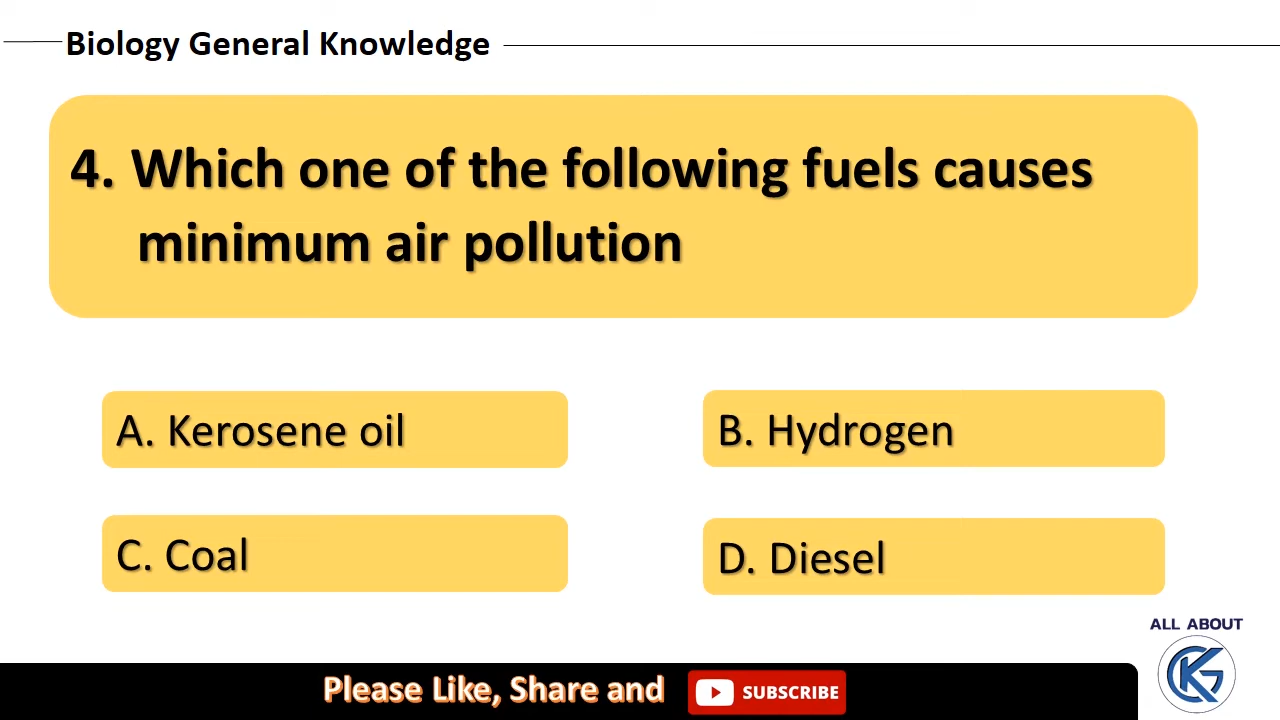 Biology General Knowledge
4. Which one of the following fuels causes
minimum air pollution
A. Kerosene oil
B. Hydrogen
C. Coal
D. Diesel
ALL ABOUT
GK
Please Like, Share and
SUBSCRIBE